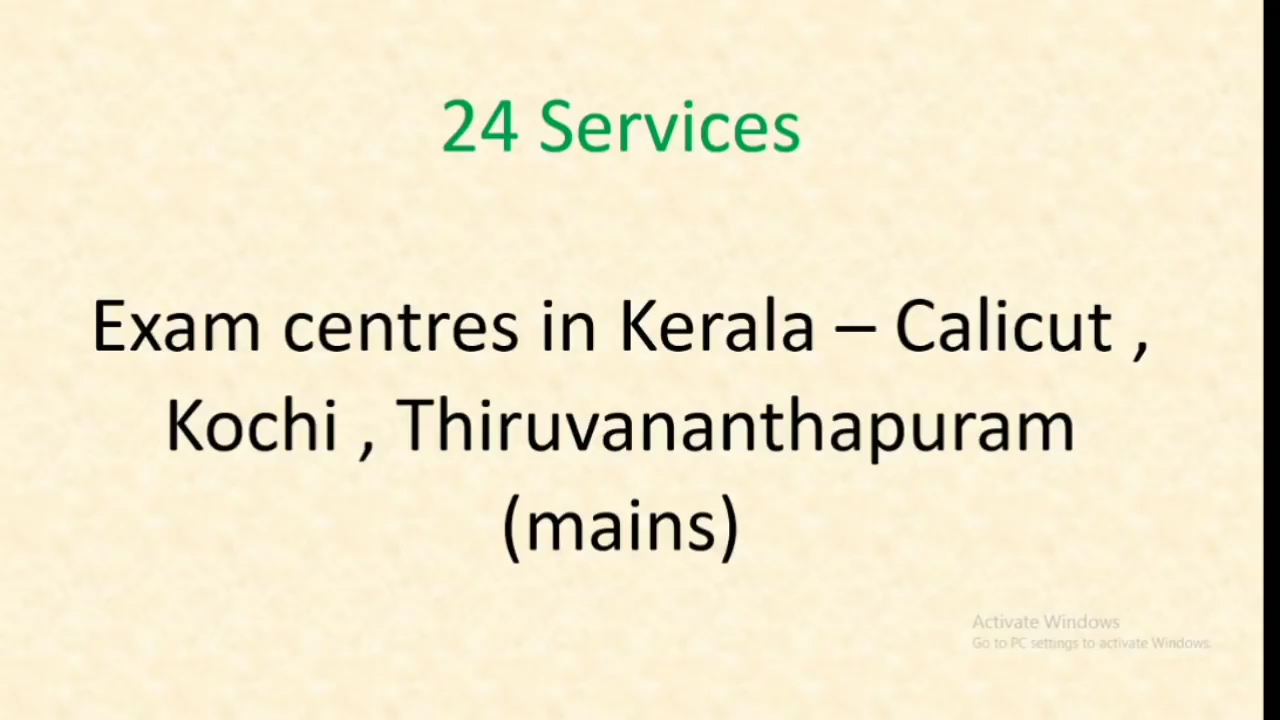 24 Services
Exam centres in Kerala – Calicut ,
Kochi , Thiruvananthapuram
(mains)
Activate Windows
Go to PC settings to activate Windows.